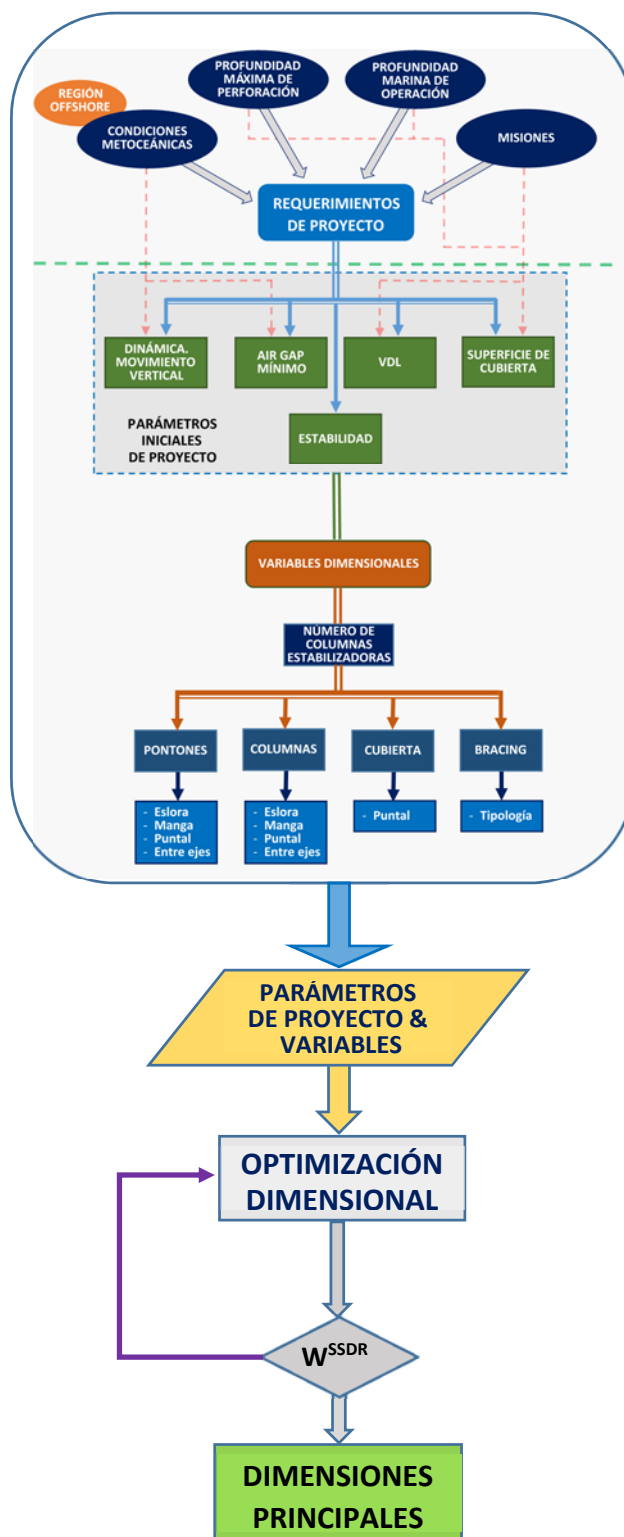 PROFUNDIDAD
MÁXIMA DE
PERFORACIÓN
PROFUNDIDAD
MARINA DE
OPERACIÓN
REGIÓN
OFFSHORE
CONDICIONES
METOCEÁNICAS
MISIONES
REQUERIMIENTOS
DE PROYECTO
DINÁMICA.
MOVIMIENTO
VERTICAL
AIR GAP
MÍNIMO
VDL
SUPERFICIE DE
CUBIERTA
PARÁMETROS
INICIALES
DE PROYECTO
ESTABILIDAD
VARIABLES DIMENSIONALES
NÚMERO DE
COLUMNAS
ESTABILIZADORAS
PONTONES
COLUMNAS
CUBIERTA
BRACING
- Eslora
- Manga
- Puntal
- Entre ejes
- Eslora
- Manga
- Puntal
- Entre ejes
- Puntal
- Tipología
PARÁMETROS
DE PROYECTO &
VARIABLES
OPTIMIZACIÓN
DIMENSIONAL
W^SSDR
DIMENSIONES
PRINCIPALES